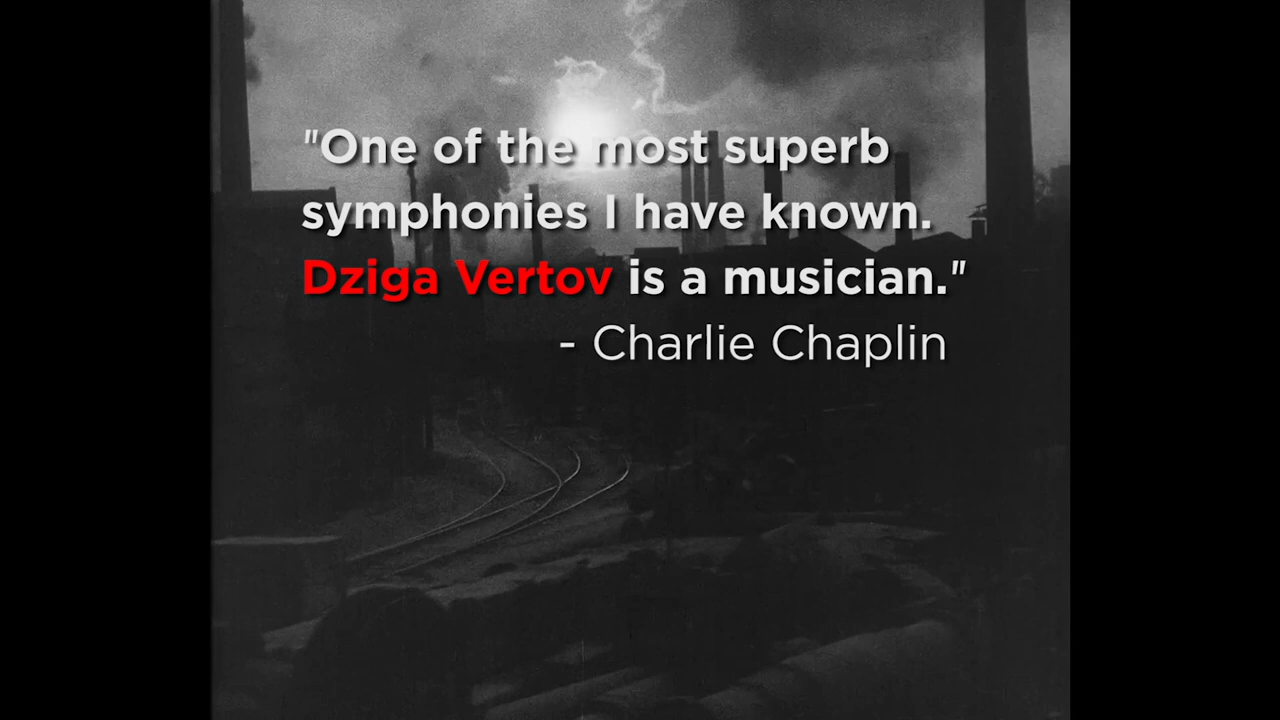 "One of the most superb
symphonies I have known.
Dziga Vertov is a musician."
- Charlie Chaplin